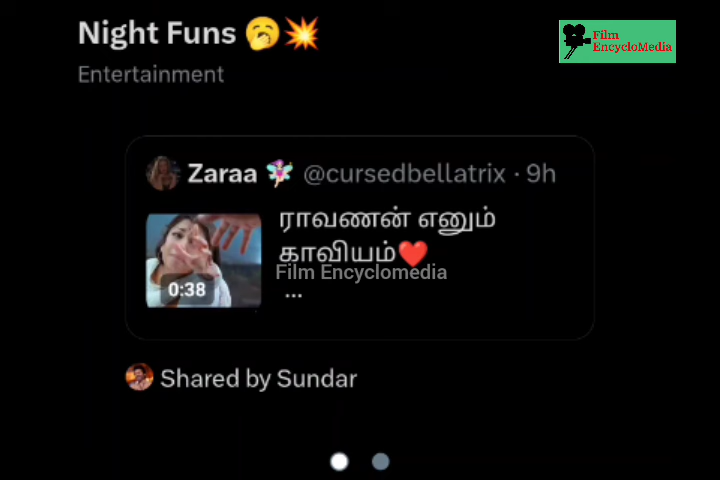 Night Funs 🥱💥
Film
EncycloMedia
Entertainment
Zaraa 🧚🏻‍♀️ @cursedbellatrix · 9h
ராவணன் எனும்
காவியம்❤️
Film Encyclomedia
...
0:38
Shared by Sundar